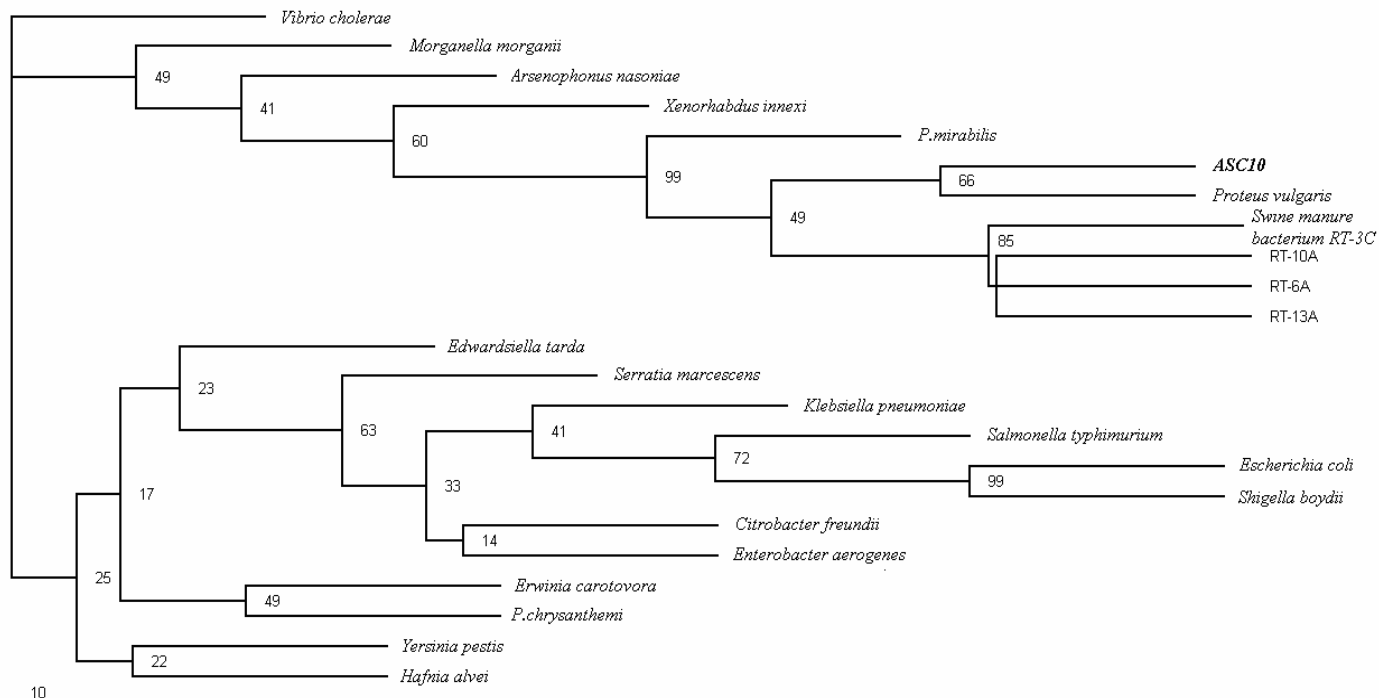 Vibrio cholerae
Morganella morganii
49
Arsenophonus nasoniae
41
Xenorhabdus innexi
60
P.mirabilis
99
ASC10
66
Proteus vulgaris
49
Swine manure
bacterium RT-3C
85
RT-10A
RT-6A
RT-13A
Edwardsiella tarda
23
Serratia marcescens
63
Klebsiella pneumoniae
41
Salmonella typhimurium
72
Escherichia coli
99
33
Shigella boydii
17
Citrobacter freundii
14
Enterobacter aerogenes
25
Erwinia carotovora
49
P.chrysanthemi
Yersinia pestis
22
Hafnia alvei
10